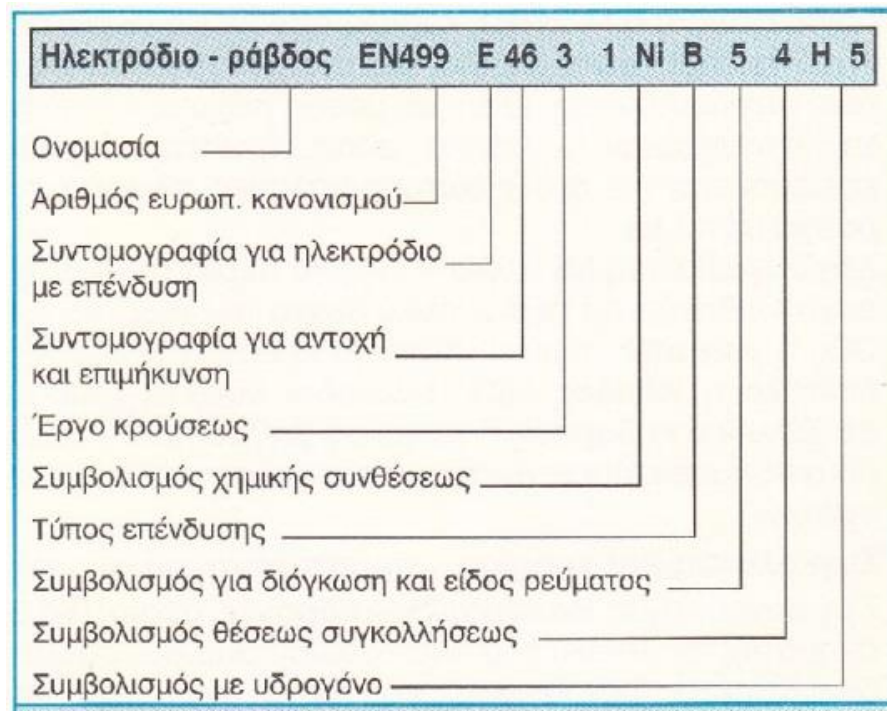 Ηλεκτρόδιο - ράβδος EN499 E 46 3 1 Ni B 5 4 H 5
Ονομασία
Αριθμός ευρωπ. κανονισμού
Συντομογραφία για ηλεκτρόδιο
με επένδυση
Συντομογραφία για αντοχή
και επιμήκυνση
Έργο κρούσεως
Συμβολισμός χημικής συνθέσεως
Τύπος επένδυσης
Συμβολισμός για διόγκωση και είδος ρεύματος
Συμβολισμός θέσεως συγκολλήσεως
Συμβολισμός με υδρογόνο